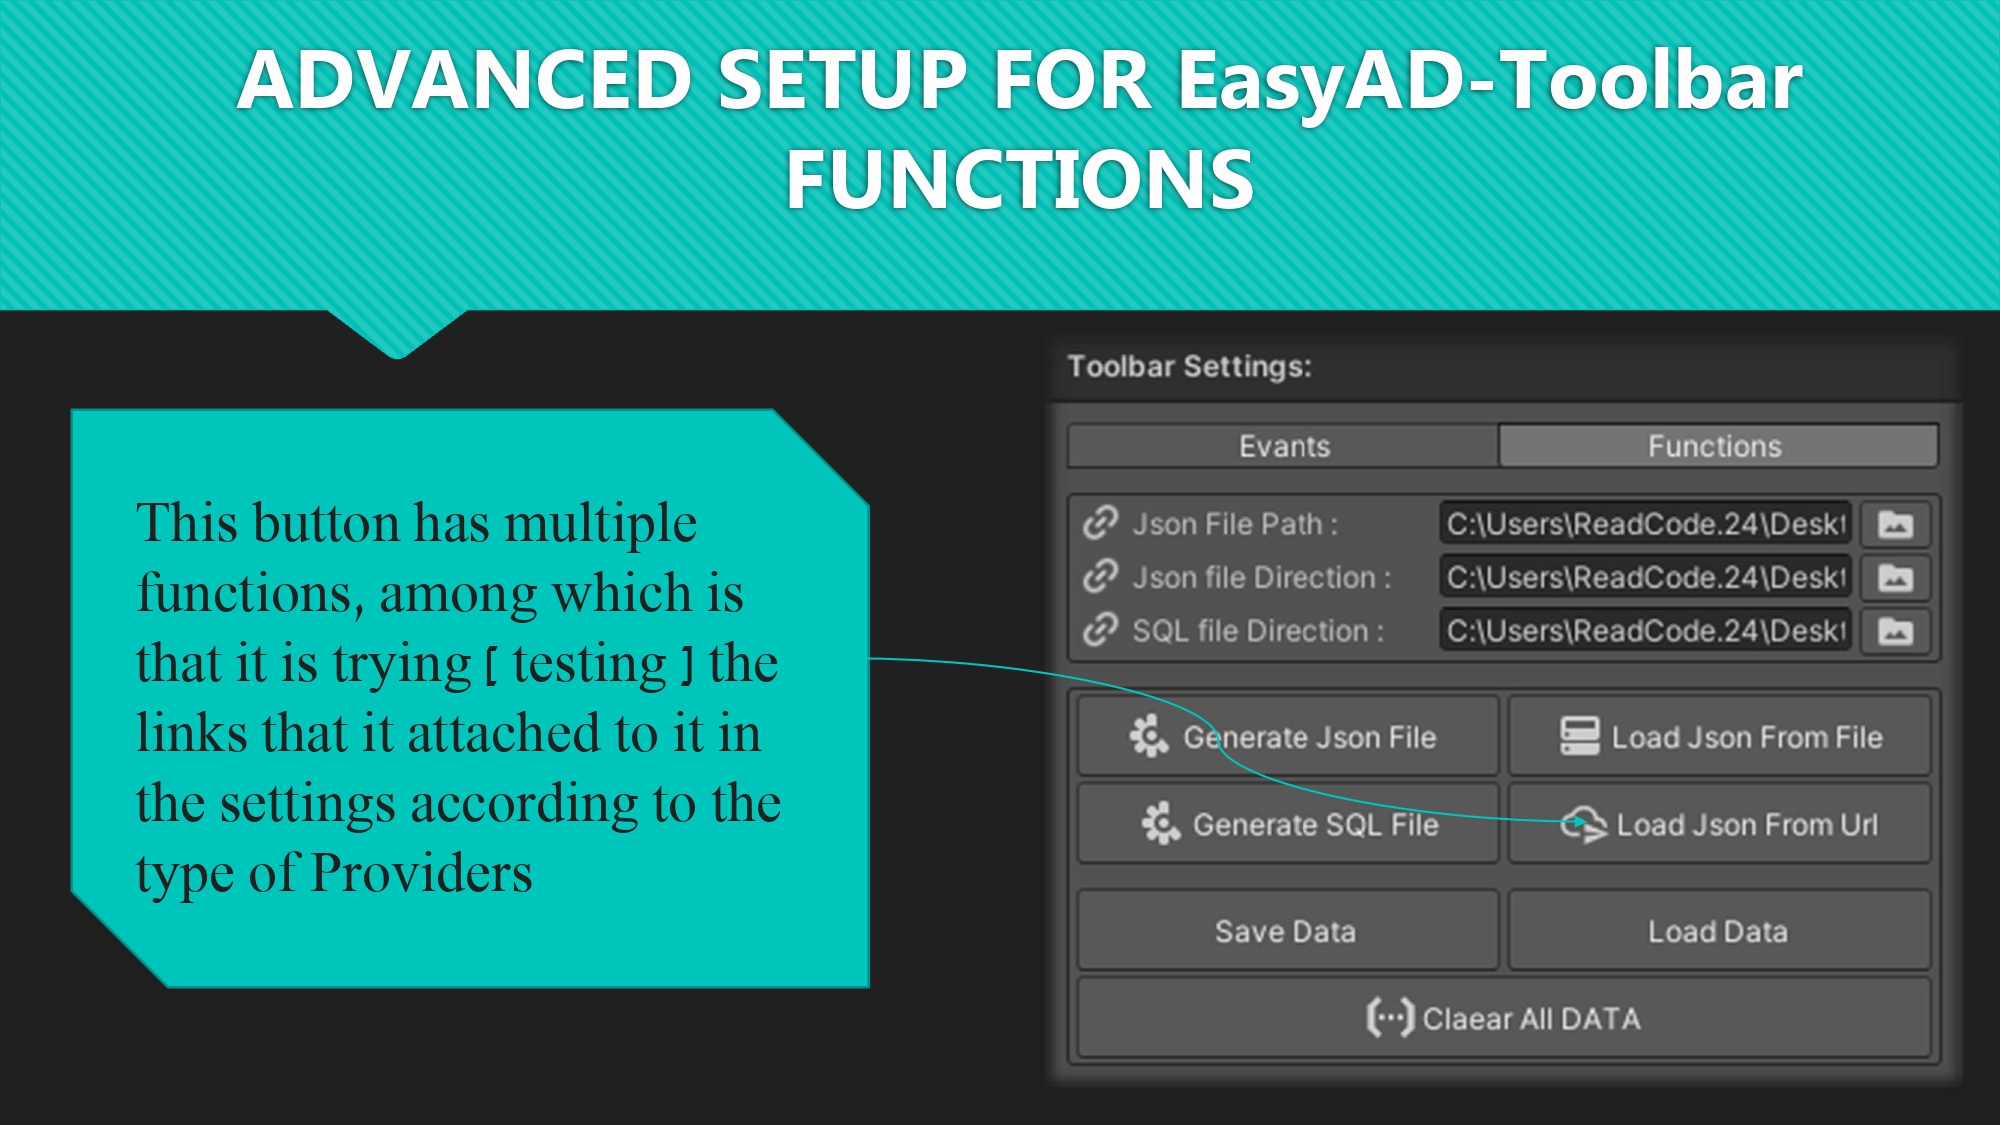 ADVANCED SETUP FOR EasyAD-Toolbar
FUNCTIONS
This button has multiple
functions, among which is
that it is trying [ testing ] the
links that it attached to it in
the settings according to the
type of Providers
Toolbar Settings:
Evants Functions
Json File Path : C:\Users\ReadCode.24\Deskt
Json file Direction : C:\Users\ReadCode.24\Deskt
SQL file Direction : C:\Users\ReadCode.24\Deskt
Generate Json File Load Json From File
Generate SQL File Load Json From Url
Save Data Load Data
Claear All DATA